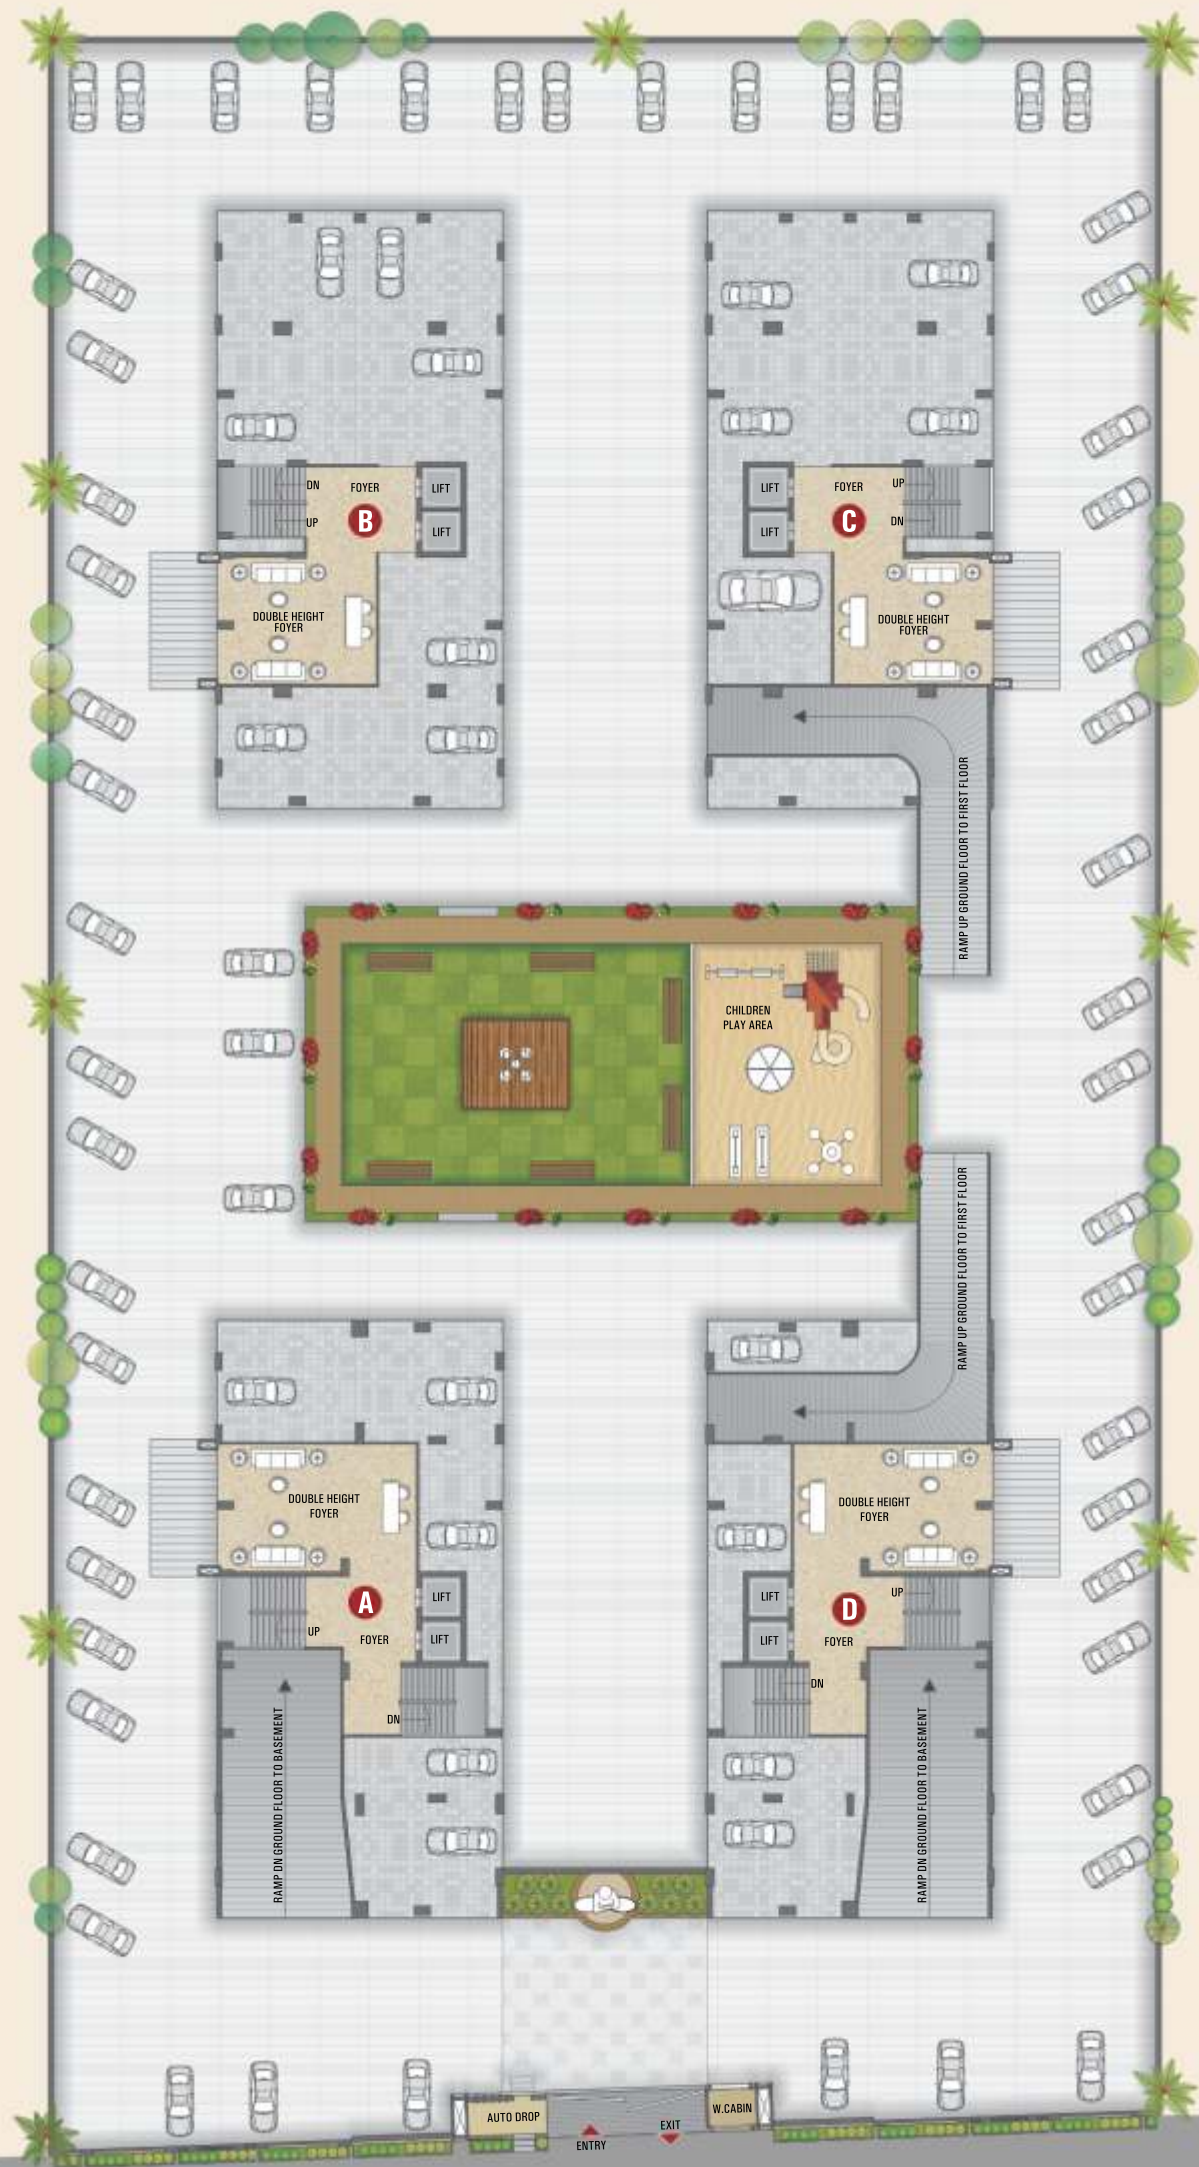 DN
FOYER
LIFT
B
UP
LIFT
DOUBLE HEIGHT
FOYER
LIFT
FOYER
UP
C
LIFT
DN
DOUBLE HEIGHT
FOYER
RAMP UP GROUND FLOOR TO FIRST FLOOR
CHILDREN
PLAY AREA
RAMP UP GROUND FLOOR TO FIRST FLOOR
DOUBLE HEIGHT
FOYER
A
LIFT
UP
FOYER
LIFT
DN
RAMP DN GROUND FLOOR TO BASEMENT
DOUBLE HEIGHT
FOYER
LIFT
UP
D
LIFT
FOYER
DN
RAMP DN GROUND FLOOR TO BASEMENT
AUTO DROP
W.CABIN
ENTRY
EXIT